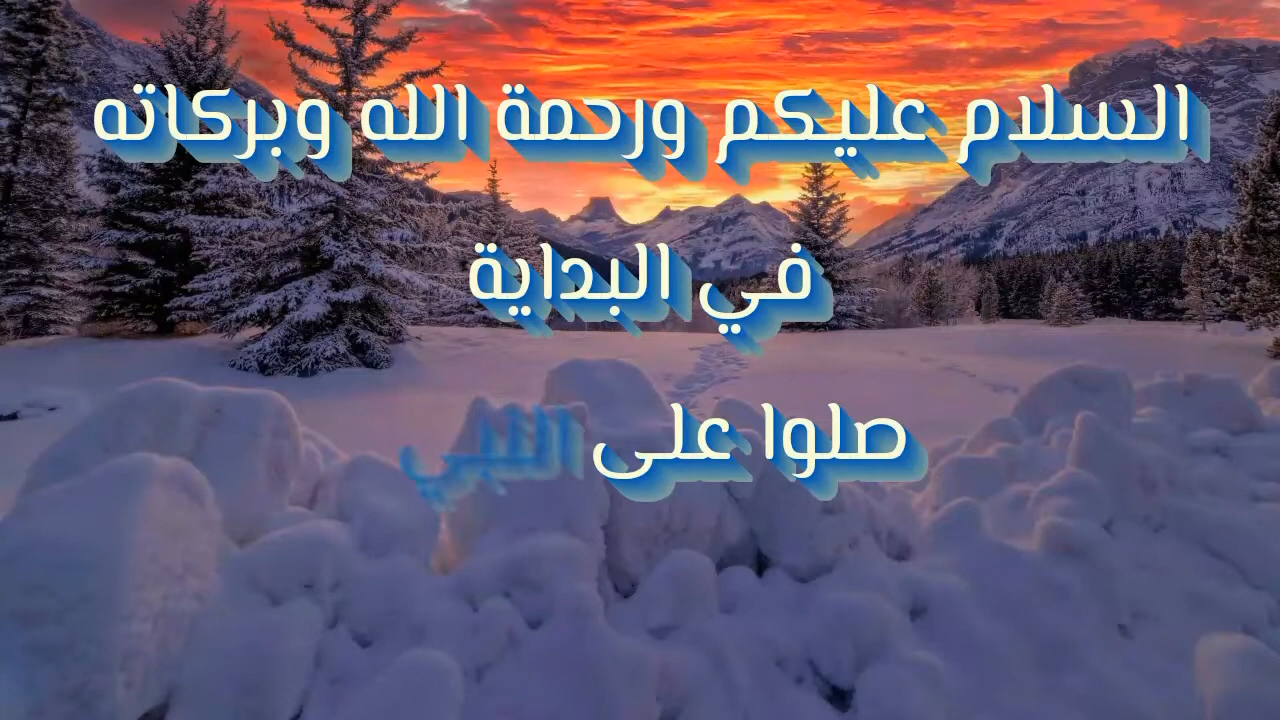 السلام عليكم ورحمة الله وبركاته
في البداية
صلوا على النبي